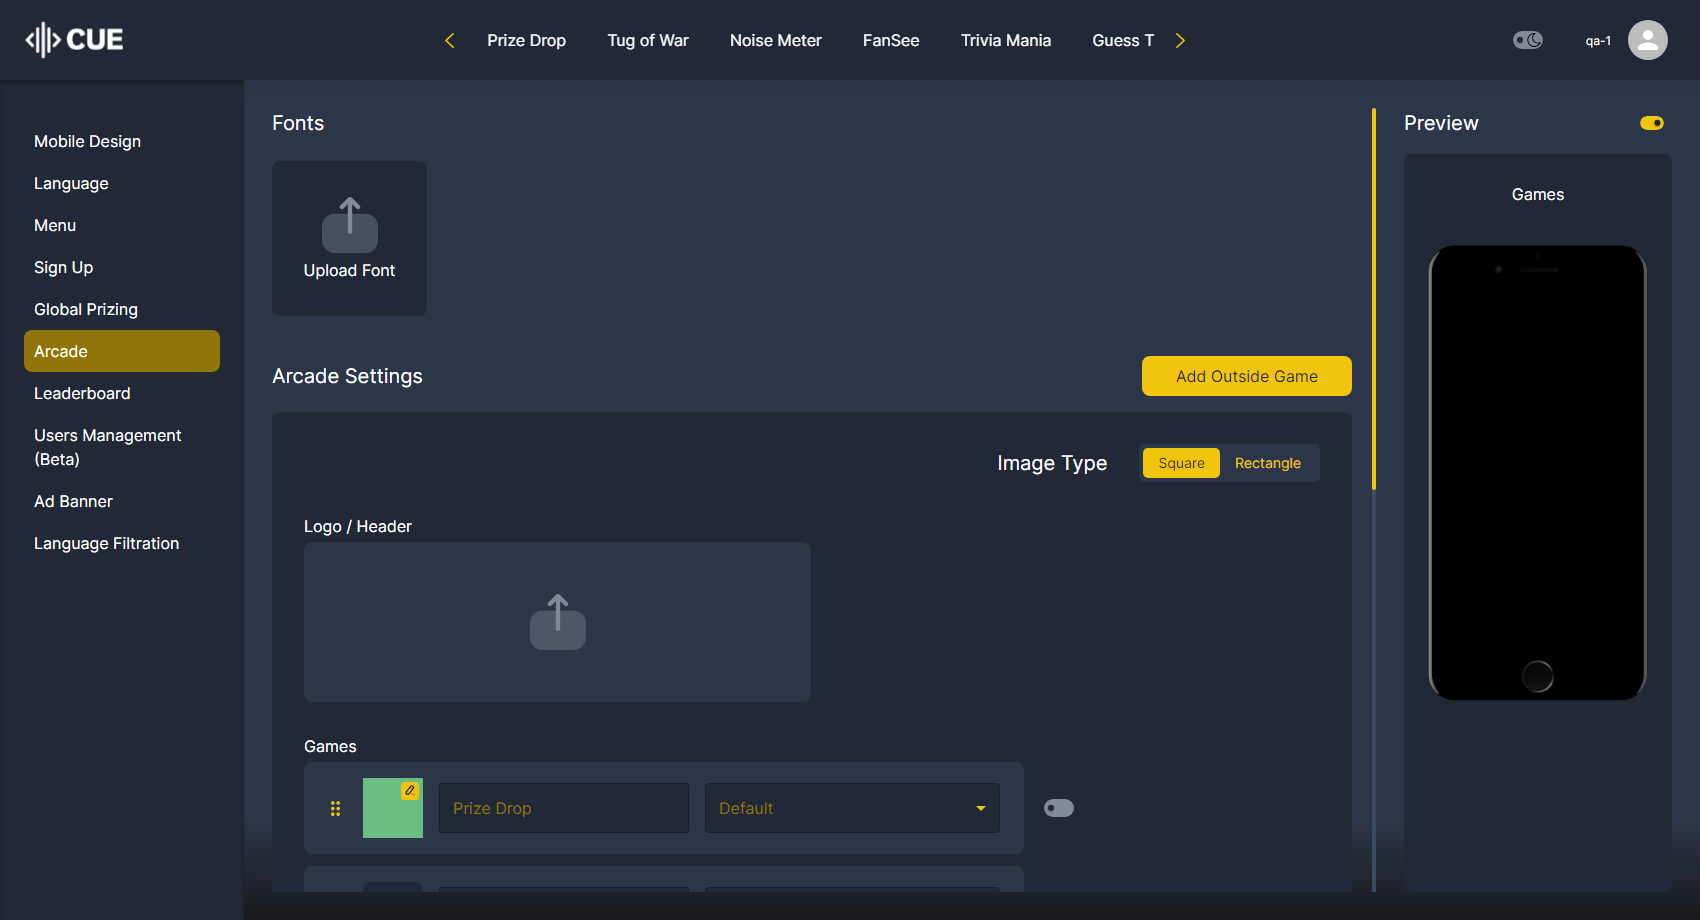 CUE
Prize Drop
Tug of War
Noise Meter
FanSee
Trivia Mania
Guess T
qa-1
Mobile Design
Language
Menu
Sign Up
Global Prizing
Arcade
Leaderboard
Users Management
(Beta)
Ad Banner
Language Filtration
Fonts
Upload Font
Arcade Settings
Add Outside Game
Image Type
Square
Rectangle
Logo / Header
Games
Prize Drop
Default
Preview
Games